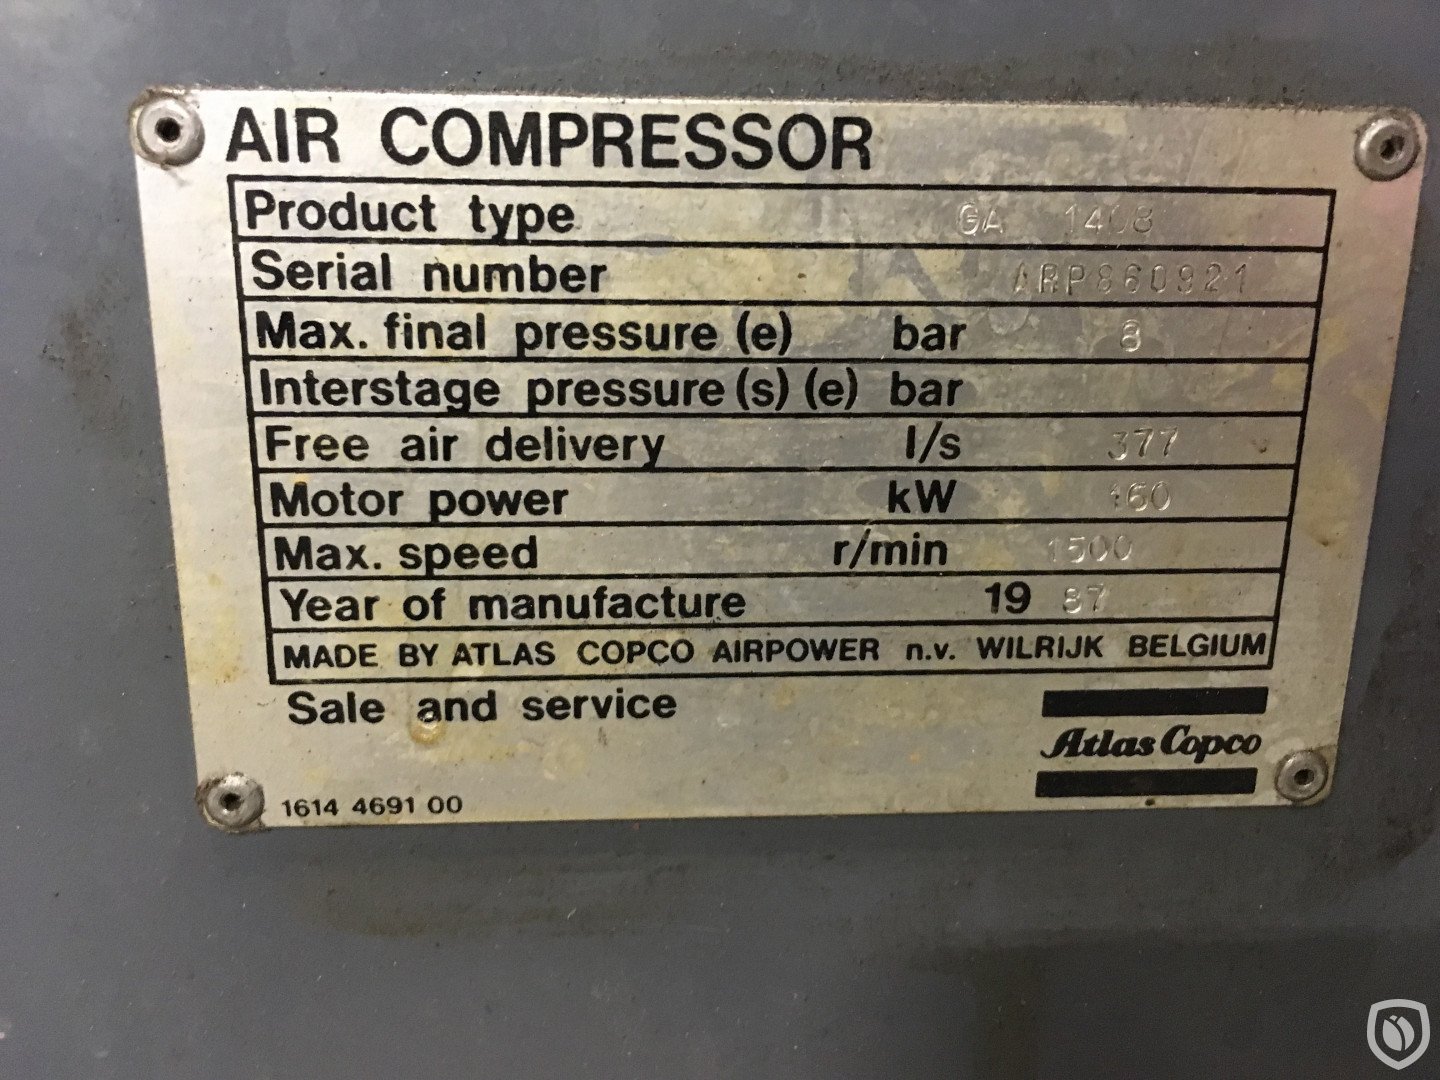 AIR COMPRESSOR
Product type GA 1408
Serial number ARP860921
Max. final pressure (e) bar 8
Interstage pressure (s) (e) bar
Free air delivery l/s 377
Motor power kW 160
Max. speed r/min 1500
Year of manufacture 19 87
MADE BY ATLAS COPCO AIRPOWER n.v. WILRIJK BELGIUM
Sale and service
Atlas Copco
1614 4691 00